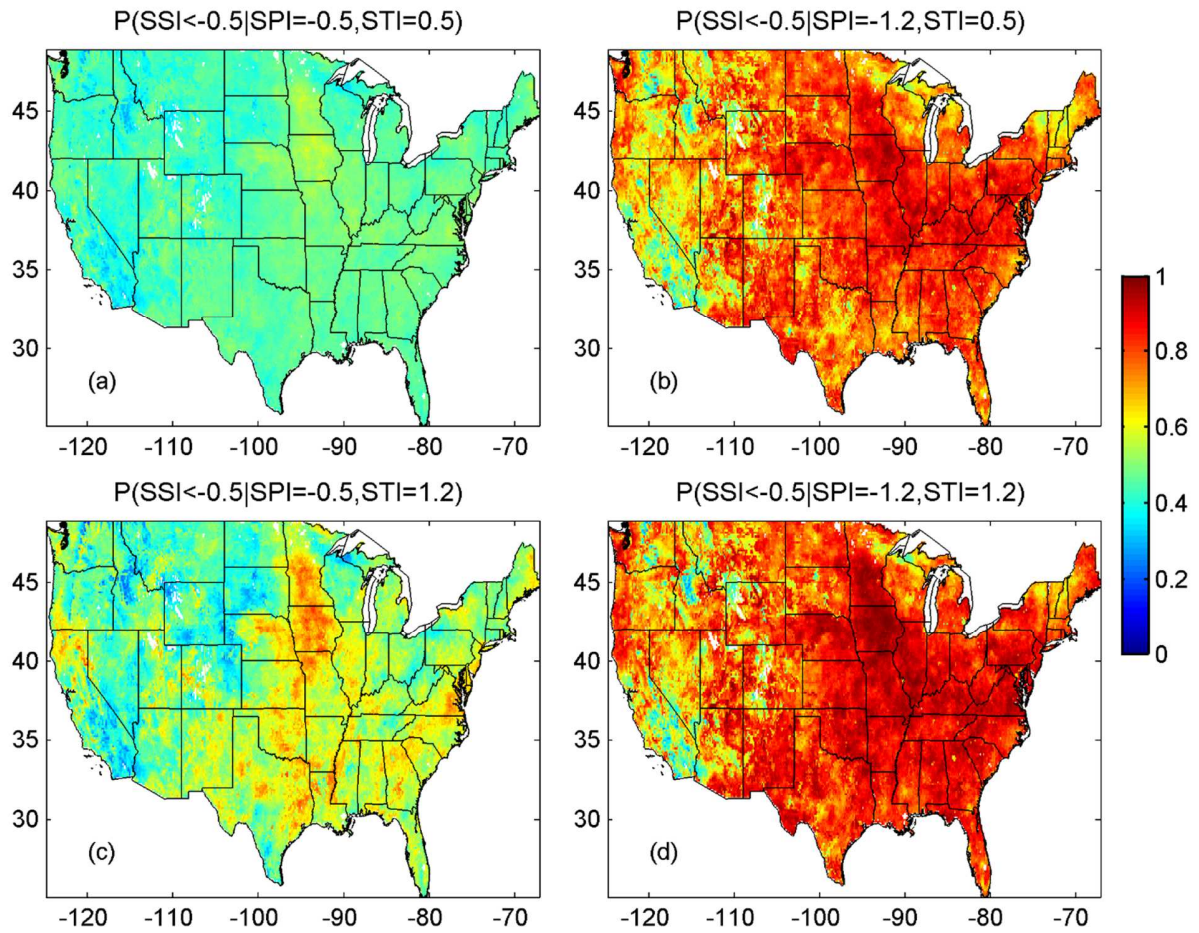 P(SSI<-0.5|SPI=-0.5,STI=0.5)
P(SSI<-0.5|SPI=-1.2,STI=0.5)
45
40
35
30
(a)
-120 -110 -100 -90 -80 -70
45
40
35
30
(b)
-120 -110 -100 -90 -80 -70
P(SSI<-0.5|SPI=-0.5,STI=1.2)
P(SSI<-0.5|SPI=-1.2,STI=1.2)
45
40
35
30
(c)
-120 -110 -100 -90 -80 -70
45
40
35
30
(d)
-120 -110 -100 -90 -80 -70
1
0.8
0.6
0.4
0.2
0